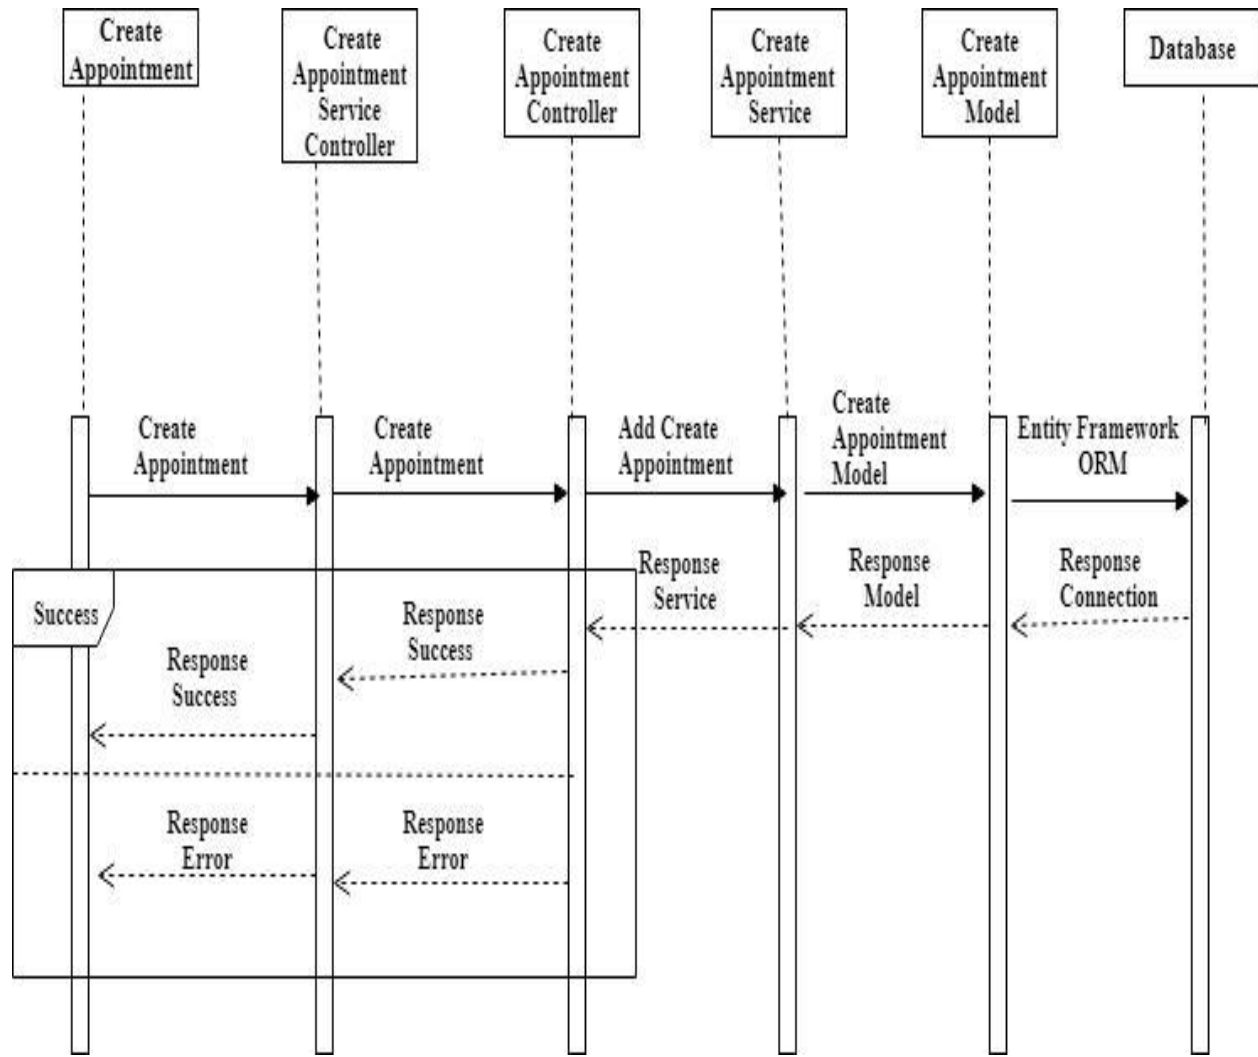 Create
Appointment
Create
Appointment
Service
Controller
Create
Appointment
Controller
Create
Appointment
Service
Create
Appointment
Model
Database
Create
Appointment
Create
Appointment
Add Create
Appointment
Create
Appointment
Model
Entity Framework
ORM
Response
Service
Response
Model
Response
Connection
Success
Response
Success
Response
Success
Response
Error
Response
Error